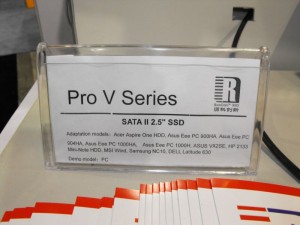 Pro V Series
SATA II 2.5" SSD
Adaptation models: Acer Aspire One HDD, Asus Eee PC 900HA, Asus Eee PC
904HA, Asus Eee PC 1000HA, Asus Eee PC 1000H, ASUS VX2SE, HP 2133
Mini-Note HDD, MSI Wind, Samsung NC10, DELL Latitude 630
Items model: PC